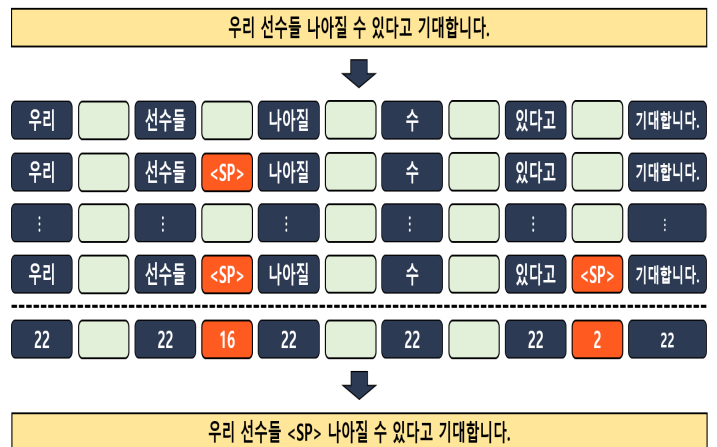 우리 선수들 나아질 수 있다고 기대합니다.
우리 선수들 나아질 수 있다고 기대합니다.
우리 선수들 <SP> 나아질 수 있다고 기대합니다.
⋮ ⋮ ⋮ ⋮ ⋮ ⋮
우리 선수들 <SP> 나아질 수 있다고 <SP> 기대합니다.
22 22 16 22 22 22 2 22
우리 선수들 <SP> 나아질 수 있다고 기대합니다.